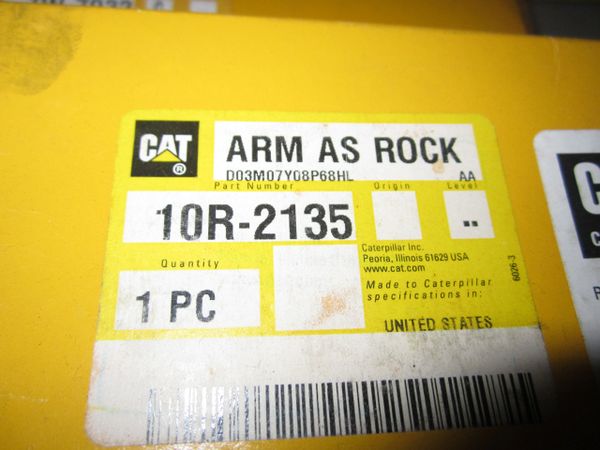 CAT
®
ARM AS ROCK
D03M07Y08P68HL AA
Part Number Origin Level
10R-2135 ..
Quantity
1 PC
Caterpillar Inc.
Peoria, Illinois 61629 USA
www.cat.com
Made to Caterpillar
specifications in:
UNITED STATES
6026-3